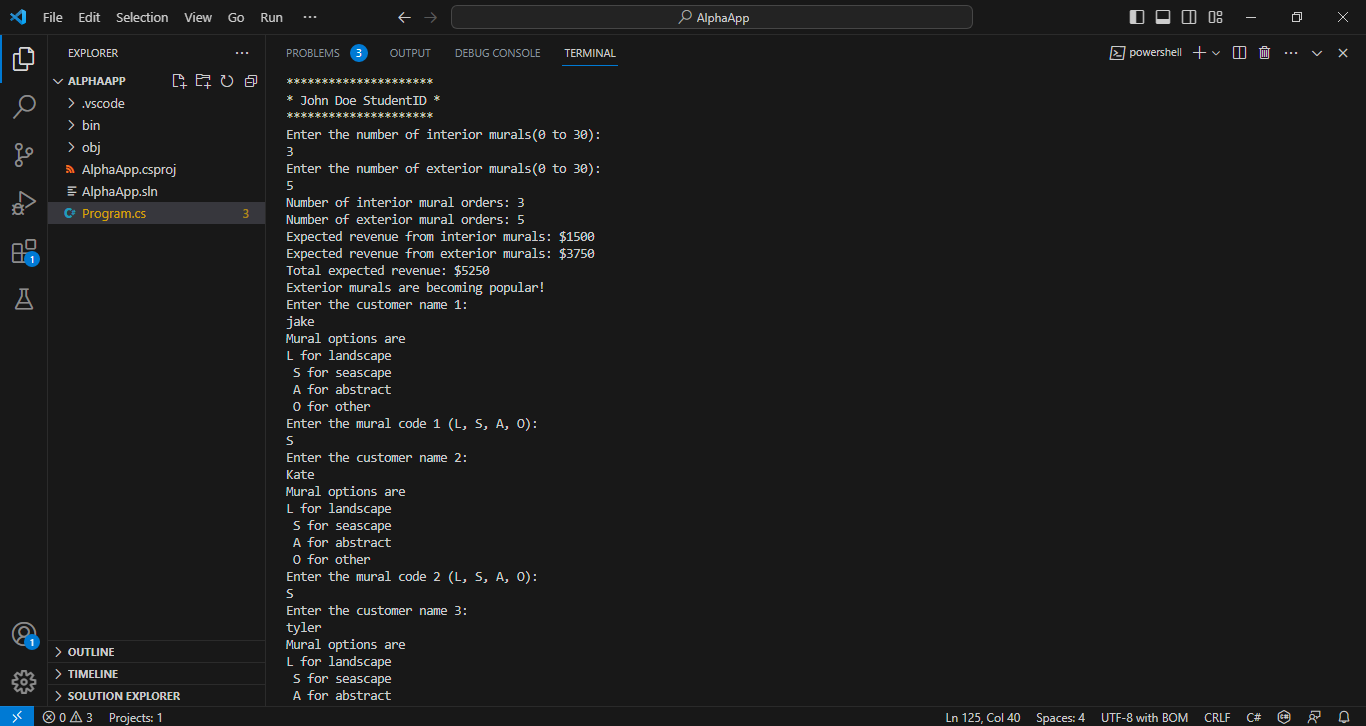 File Edit Selection View Go Run ··· AlphaApp
EXPLORER ···
ALPHAAPP
.vscode
bin
obj
AlphaApp.csproj
AlphaApp.sln
Program.cs 3
OUTLINE
TIMELINE
SOLUTION EXPLORER
1
1
PROBLEMS 3 OUTPUT DEBUG CONSOLE TERMINAL powershell
*********************
* John Doe StudentID *
*********************
Enter the number of interior murals(0 to 30):
3
Enter the number of exterior murals(0 to 30):
5
Number of interior mural orders: 3
Number of exterior mural orders: 5
Expected revenue from interior murals: $1500
Expected revenue from exterior murals: $3750
Total expected revenue: $5250
Exterior murals are becoming popular!
Enter the customer name 1:
jake
Mural options are
L for landscape
 S for seascape
 A for abstract
 O for other
Enter the mural code 1 (L, S, A, O):
S
Enter the customer name 2:
Kate
Mural options are
L for landscape
 S for seascape
 A for abstract
 O for other
Enter the mural code 2 (L, S, A, O):
S
Enter the customer name 3:
tyler
Mural options are
L for landscape
 S for seascape
 A for abstract
0 3 Projects: 1 Ln 125, Col 40 Spaces: 4 UTF-8 with BOM CRLF C#